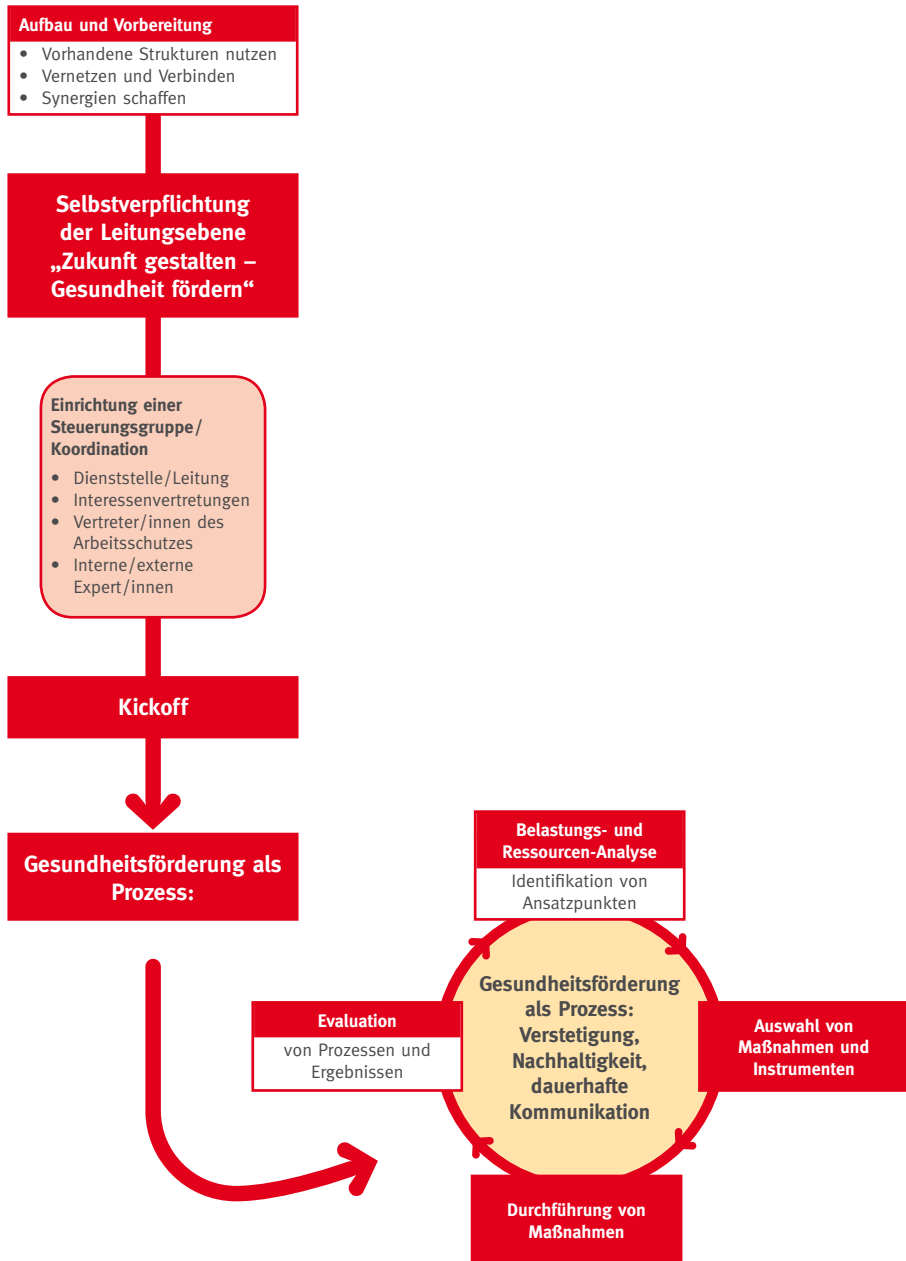 Aufbau und Vorbereitung
• Vorhandene Strukturen nutzen
• Vernetzen und Verbinden
• Synergien schaffen
Selbstverpflichtung
der Leitungsebene
„Zukunft gestalten –
Gesundheit fördern“
Einrichtung einer
Steuerungsgruppe/
Koordination
• Dienststelle/Leitung
• Interessenvertretungen
• Vertreter/innen des
Arbeitsschutzes
• Interne/externe
Expert/innen
Kickoff
Gesundheitsförderung als
Prozess:
Belastungs- und
Ressourcen-Analyse
Identifikation von
Ansatzpunkten
Gesundheitsförderung
als Prozess:
Verstetigung,
Nachhaltigkeit,
dauerhafte
Kommunikation
Auswahl von
Maßnahmen und
Instrumenten
Durchführung von
Maßnahmen
Evaluation
von Prozessen und
Ergebnissen